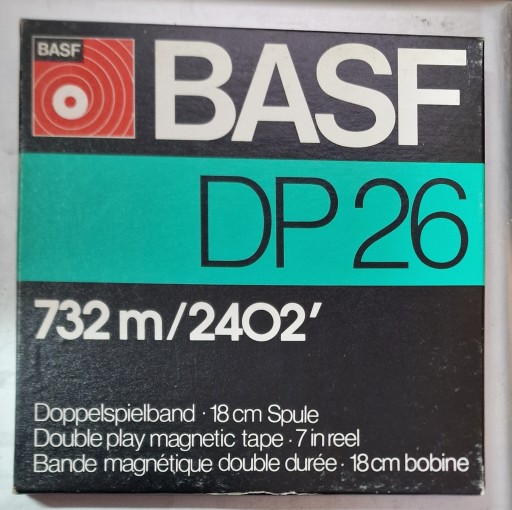 BASF
BASF
DP 26
732 m/2402'
Doppelspielband · 18 cm Spule
Double play magnetic tape · 7 in reel
Bande magnétique double durée · 18 cm bobine